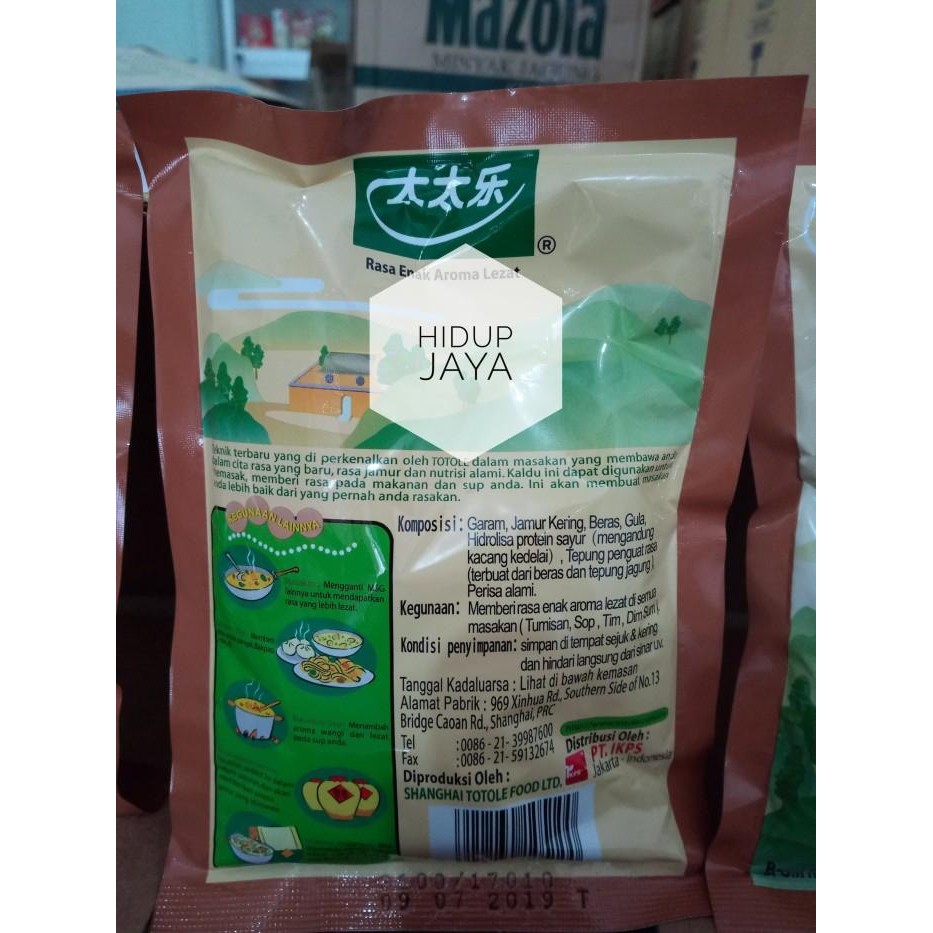 Mazola
MINYAK JAGUNG
太太乐
®
Rasa Enak Aroma Lezat
HIDUP
JAYA
terbaru yang di perkenalkan oleh TOTOLE dalam masakan yang membawa anda
dalam cita rasa yang baru, rasa jamur dan nutrisi alami. Kaldu ini dapat digunakan untuk
memasak, memberi rasa pada makanan dan sup anda. Ini akan membuat masakan
anda lebih baik dari yang pernah anda rasakan.
KEGUNAAN LAINNYA
Mengganti MSG
lainnya untuk mendapatkan
rasa yang lebih lezat.
Menambah
aroma wangi dan lezat
pada sup anda.
Komposisi: Garam, Jamur Kering, Beras, Gula,
Hidrolisa protein sayur (mengandung
kacang kedelai), Tepung penguat rasa
(terbuat dari beras dan tepung jagung),
Perisa alami.
Kegunaan: Memberi rasa enak aroma lezat di semua
masakan (Tumisan, Sop, Tim, Dim Sum),
Kondisi penyimpanan: simpan di tempat sejuk & kering
dan hindari langsung dari sinar UV.
Tanggal Kadaluarsa : Lihat di bawah kemasan
Alamat Pabrik : 969 Xinhua Rd., Southern Side of No.13
Bridge Caoan Rd., Shanghai, PRC
Tel :0086-21-39987600
Fax :0086-21-59132674
Distribusi Oleh :
PT. IKPS
Jakarta - Indonesia
Diproduksi Oleh :
SHANGHAI TOTOLE FOOD LTD.
/17010
09 07 2019 T